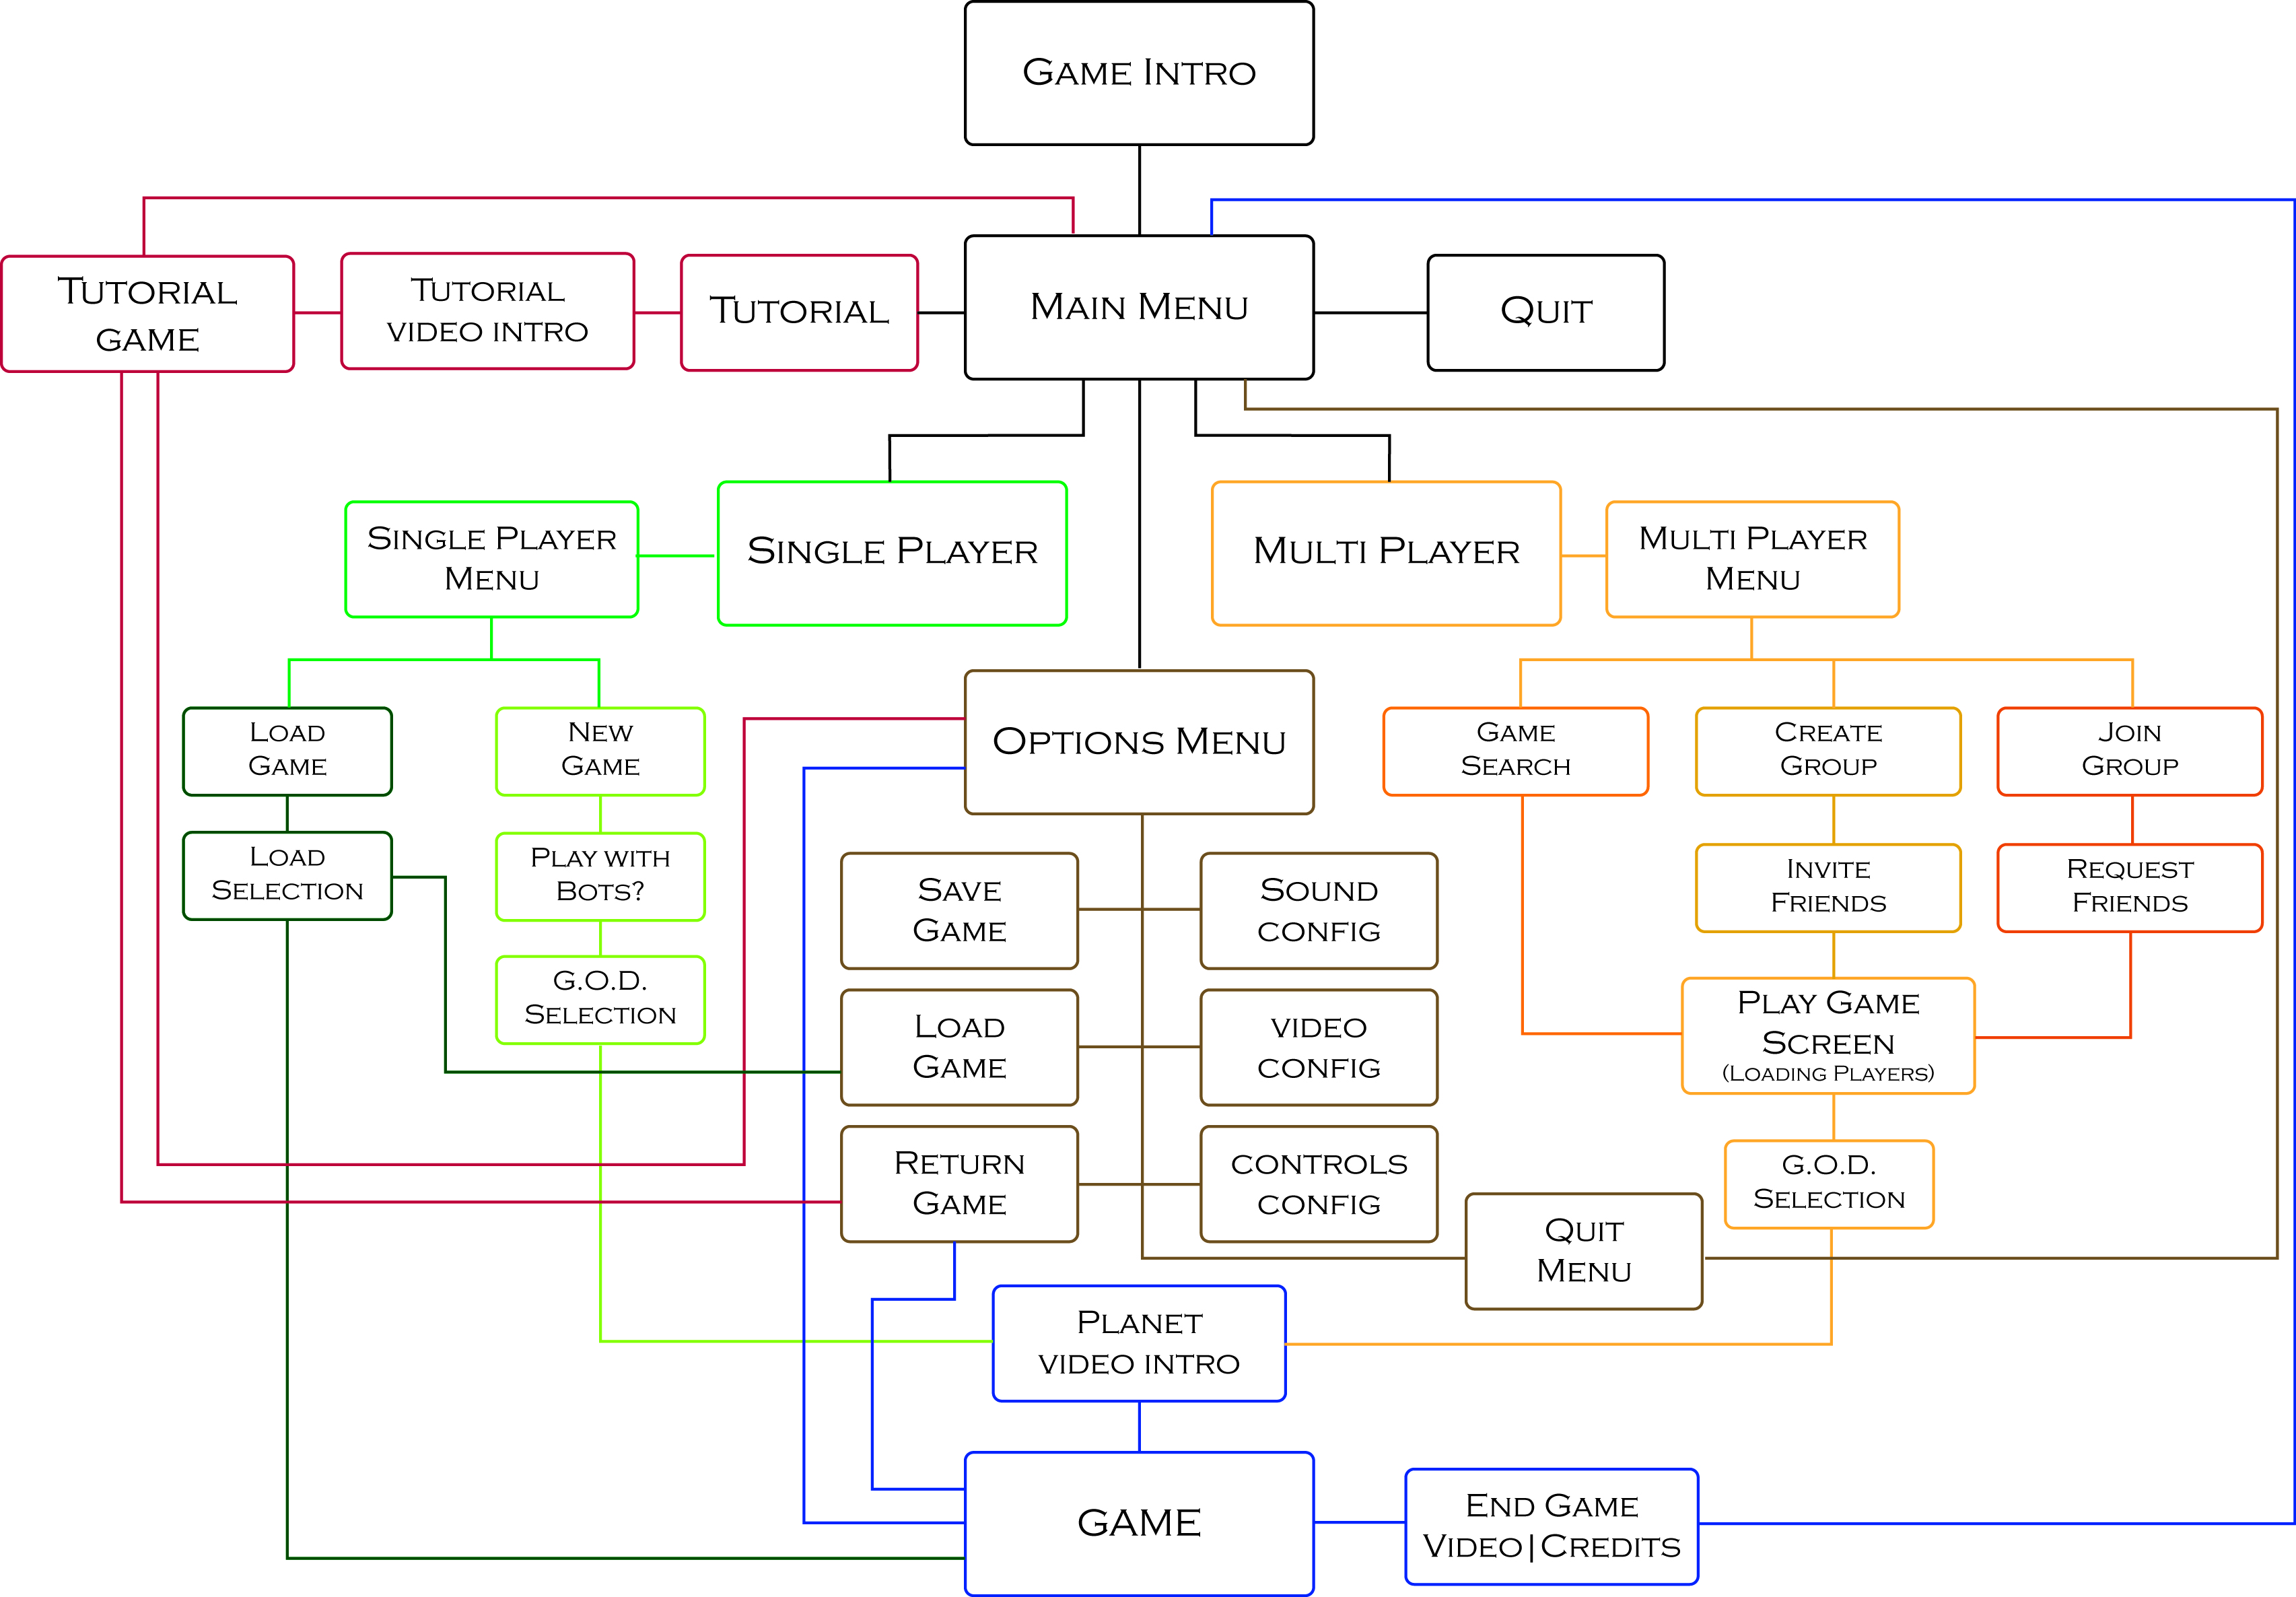 Game Intro
Tutorial
game
Tutorial
video intro
Tutorial
Main Menu
Quit
Single Player
Menu
Single Player
Multi Player
Multi Player
Menu
Load
Game
New
Game
Options Menu
Game
Search
Create
Group
Join
Group
Load
Selection
Play with
Bots?
Save
Game
Sound
config
Invite
Friends
Request
Friends
G.O.D.
Selection
Load
Game
video
config
Play Game
Screen
(Loading Players)
Return
Game
controls
config
G.O.D.
Selection
Quit
Menu
Planet
video intro
GAME
End Game
Video|Credits